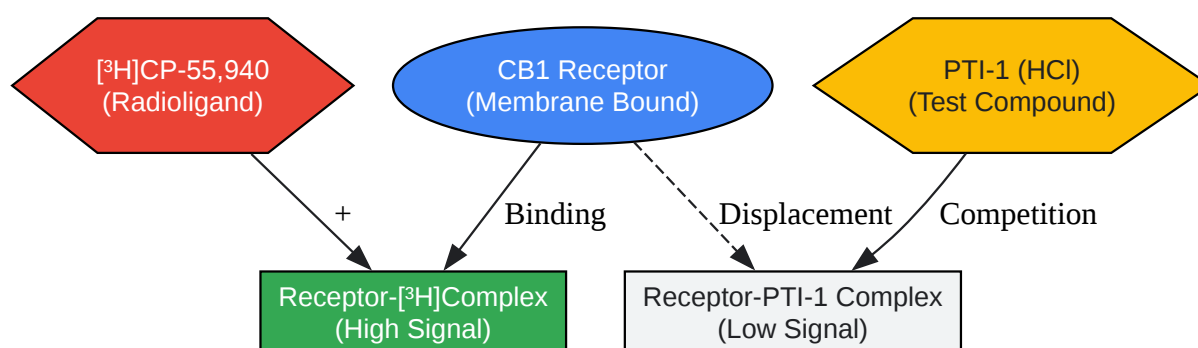 [³H]CP-55,940
(Radioligand)
CB1 Receptor
(Membrane Bound)
PTI-1 (HCl)
(Test Compound)
+
Binding
Displacement
Competition
Receptor-[³H]Complex
(High Signal)
Receptor-PTI-1 Complex
(Low Signal)